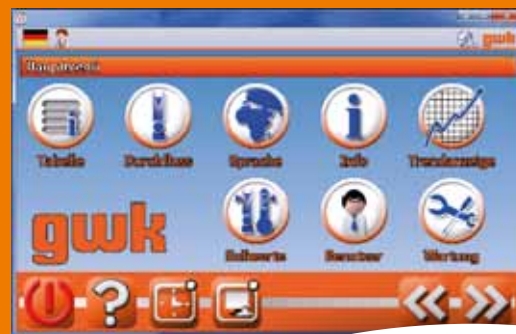 gwk
Hauptmenü
Tabelle Durchfluss Sprache Info Trendanzeige
gwk
Sollwerte Benutzer Wartung
?